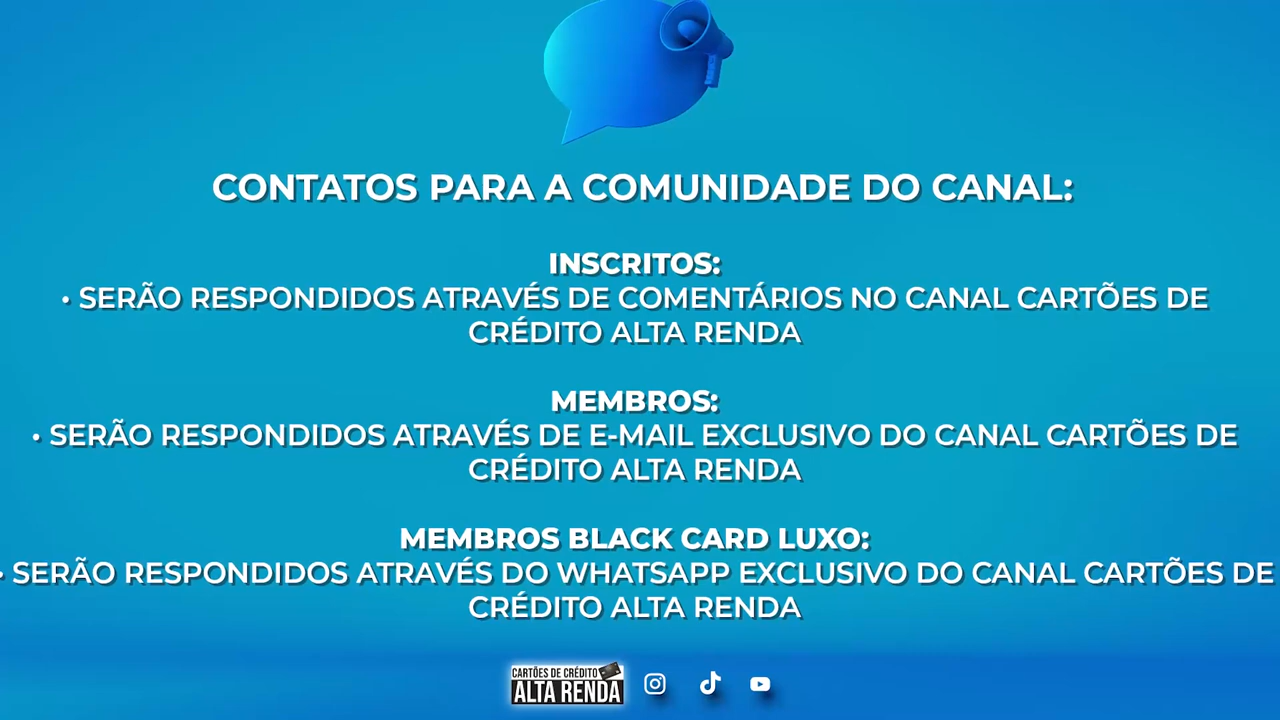 CONTATOS PARA A COMUNIDADE DO CANAL:
INSCRITOS:
• SERÃO RESPONDIDOS ATRAVÉS DE COMENTÁRIOS NO CANAL CARTÕES DE
CRÉDITO ALTA RENDA
MEMBROS:
• SERÃO RESPONDIDOS ATRAVÉS DE E-MAIL EXCLUSIVO DO CANAL CARTÕES DE
CRÉDITO ALTA RENDA
MEMBROS BLACK CARD LUXO:
• SERÃO RESPONDIDOS ATRAVÉS DO WHATSAPP EXCLUSIVO DO CANAL CARTÕES DE
CRÉDITO ALTA RENDA
CARTÕES DE CRÉDITO
ALTA RENDA